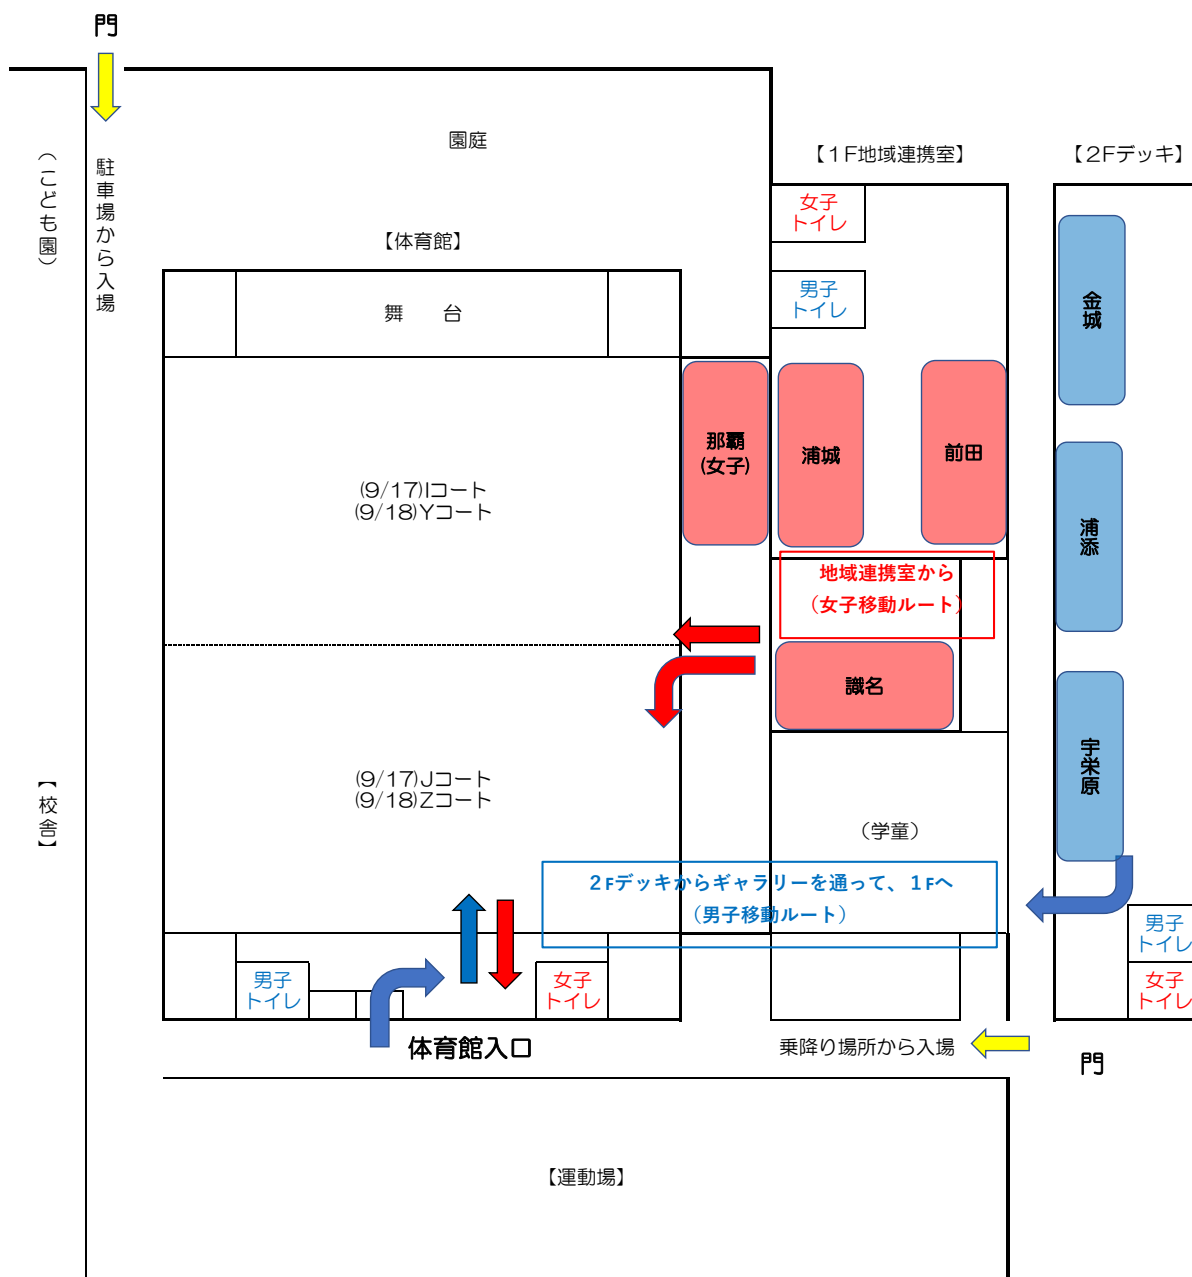 門
園庭
【１Ｆ地域連携室】
【２Ｆデッキ】
（こども園）
駐車場から入場
女子
トイレ
【体育館】
男子
トイレ
舞　台
金城
那覇
(女子)
浦城
前田
(9/17)Iコート
(9/18)Yコート
浦添
地域連携室から
（女子移動ルート）
識名
宇栄原
(9/17)Jコート
(9/18)Zコート
【校舎】
（学童）
２Fデッキからギャラリーを通って、１Fへ
（男子移動ルート）
男子
トイレ
男子
トイレ
女子
トイレ
女子
トイレ
体育館入口
乗降り場所から入場
門
【運動場】